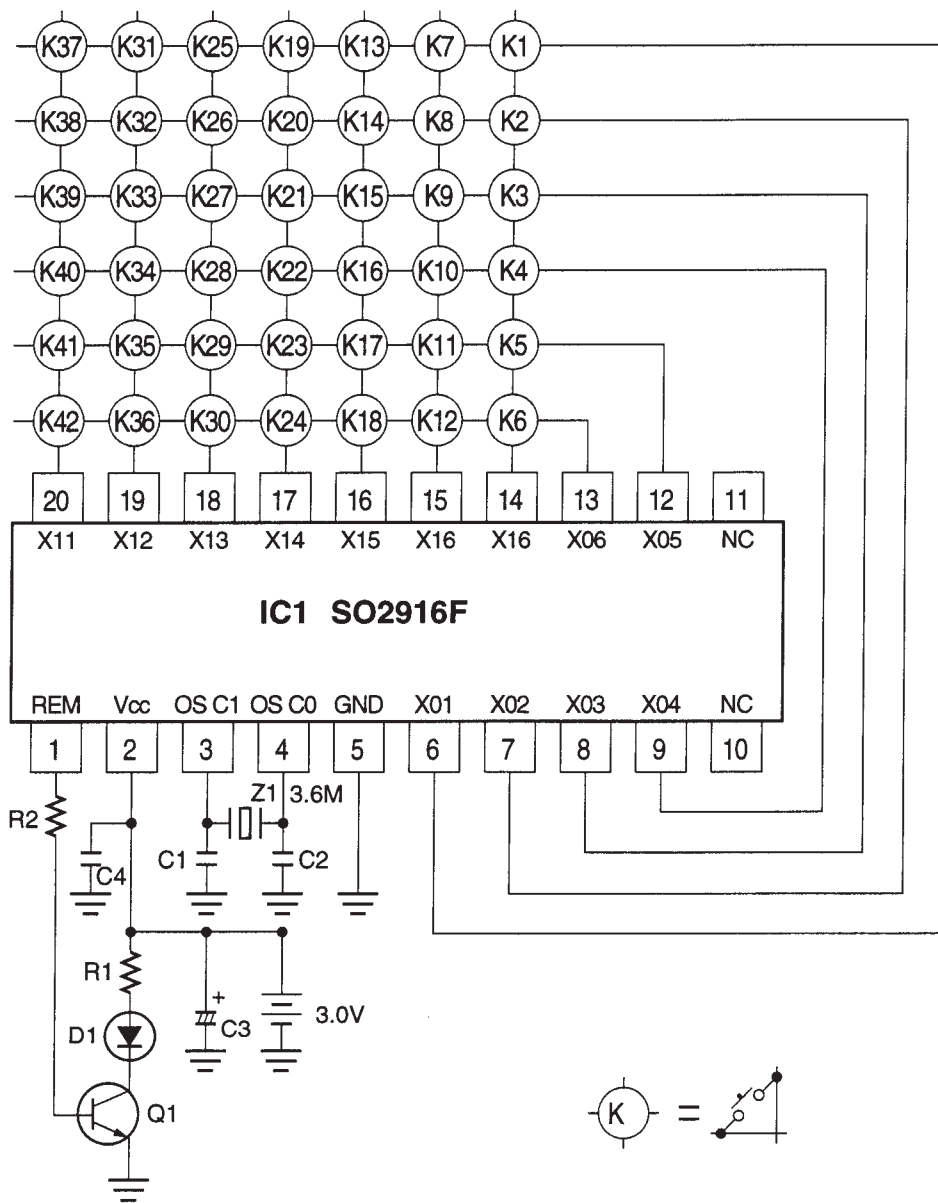 K37 K31 K25 K19 K13 K7 K1
K38 K32 K26 K20 K14 K8 K2
K39 K33 K27 K21 K15 K9 K3
K40 K34 K28 K22 K16 K10 K4
K41 K35 K29 K23 K17 K11 K5
K42 K36 K30 K24 K18 K12 K6
20 19 18 17 16 15 14 13 12 11
X11 X12 X13 X14 X15 X16 X16 X06 X05 NC
IC1 SO2916F
REM Vcc OS C1 OS C0 GND X01 X02 X03 X04 NC
1 2 3 4 5 6 7 8 9 10
Z1 3.6M
R2
C4 C1 C2
R1
+
C3 3.0V
D1
Q1
K =